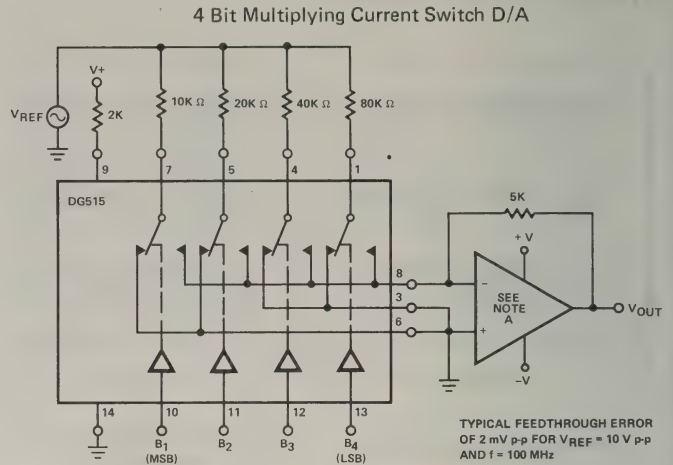 4 Bit Multiplying Current Switch D/A
V+
VREF
2K
10K Ω
20K Ω
40K Ω
80K Ω
9
7
5
4
1
DG515
5K
+ V
8
−
3
SEE
NOTE
A
6
+
VOUT
−V
14
10
11
12
13
B1
(MSB)
B2
B3
B4
(LSB)
TYPICAL FEEDTHROUGH ERROR
OF 2 mV p-p FOR VREF = 10 V p-p
AND f = 100 MHz